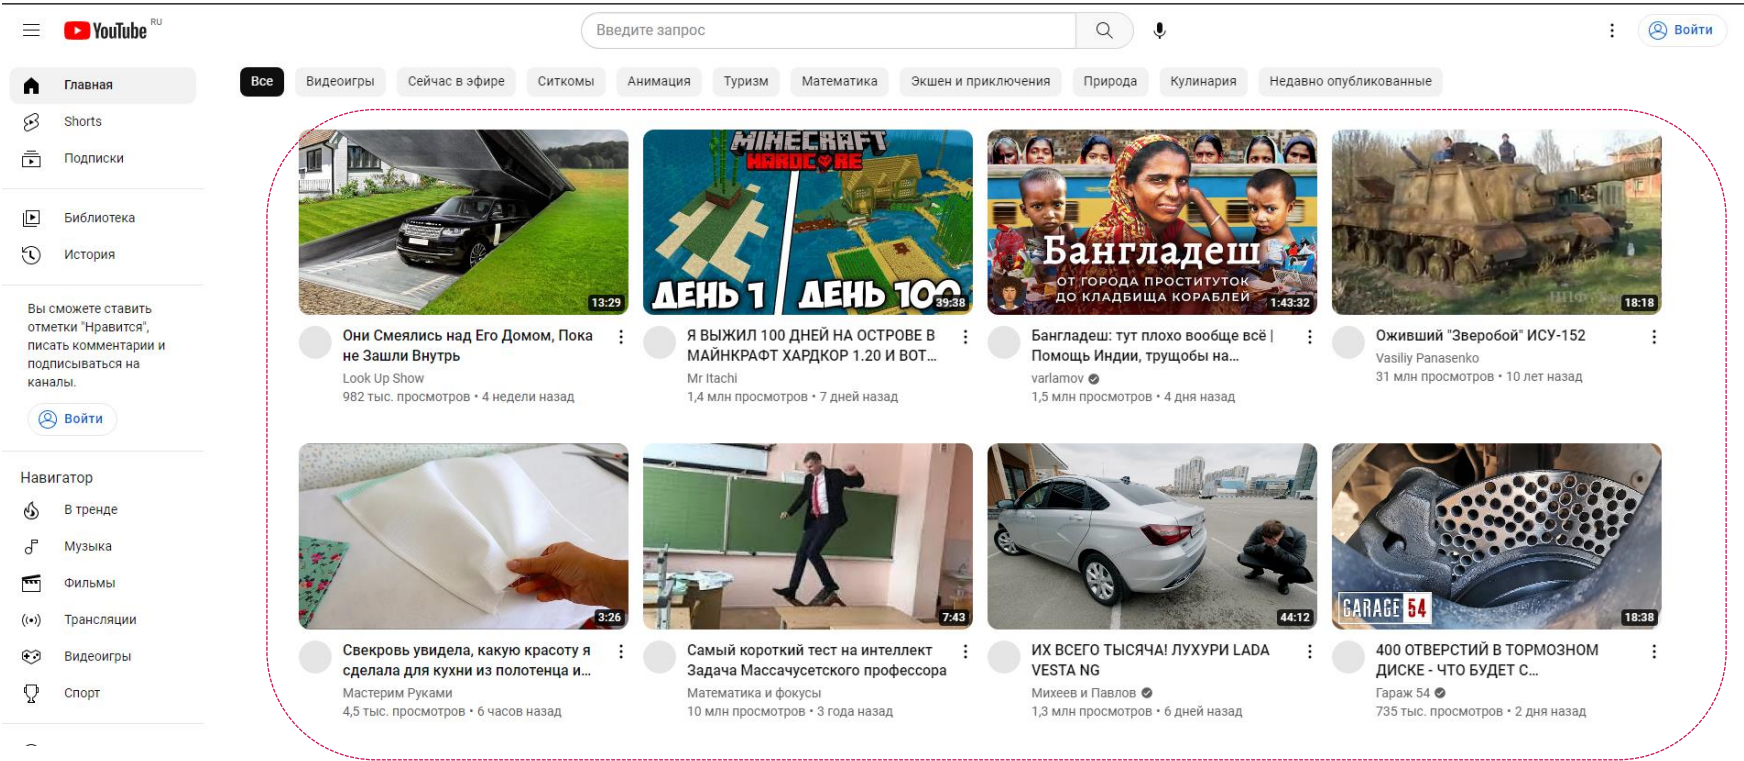 YouTube RU
Введите запрос
Войти
Главная
Shorts
Подписки
Библиотека
История
Вы сможете ставить
отметки "Нравится",
писать комментарии и
подписываться на
каналы.
Войти
Навигатор
В тренде
Музыка
Фильмы
Трансляции
Видеоигры
Спорт
Все
Видеоигры
Сейчас в эфире
Ситкомы
Анимация
Туризм
Математика
Экшен и приключения
Природа
Кулинария
Недавно опубликованные
13:29
Они Смеялись над Его Домом, Пока
не Зашли Внутрь
Look Up Show
982 тыс. просмотров • 4 недели назад
MINECRAFT
HARDCORE
ДЕНЬ 1
ДЕНЬ 100
39:38
Я ВЫЖИЛ 100 ДНЕЙ НА ОСТРОВЕ В
МАЙНКРАФТ ХАРДКОР 1.20 И ВОТ...
Mr Itachi
1,4 млн просмотров • 7 дней назад
Бангладеш
ОТ ГОРОДА ПРОСТИТУТОК
ДО КЛАДБИЩА КОРАБЛЕЙ
1:43:32
Бангладеш: тут плохо вообще всё |
Помощь Индии, трущобы на...
varlamov
1,5 млн просмотров • 4 дня назад
18:18
Оживший "Зверобой" ИСУ-152
Vasiliy Panasenko
31 млн просмотров • 10 лет назад
3:26
Свекровь увидела, какую красоту я
сделала для кухни из полотенца и...
Мастерим Руками
4,5 тыс. просмотров • 6 часов назад
7:43
Самый короткий тест на интеллект
Задача Массачусетского профессора
Математика и фокусы
10 млн просмотров • 3 года назад
44:12
ИХ ВСЕГО ТЫСЯЧА! ЛУХУРИ LADA
VESTA NG
Михеев и Павлов
1,3 млн просмотров • 6 дней назад
GARAGE 54
18:38
400 ОТВЕРСТИЙ В ТОРМОЗНОМ
ДИСКЕ - ЧТО БУДЕТ С...
Гараж 54
735 тыс. просмотров • 2 дня назад